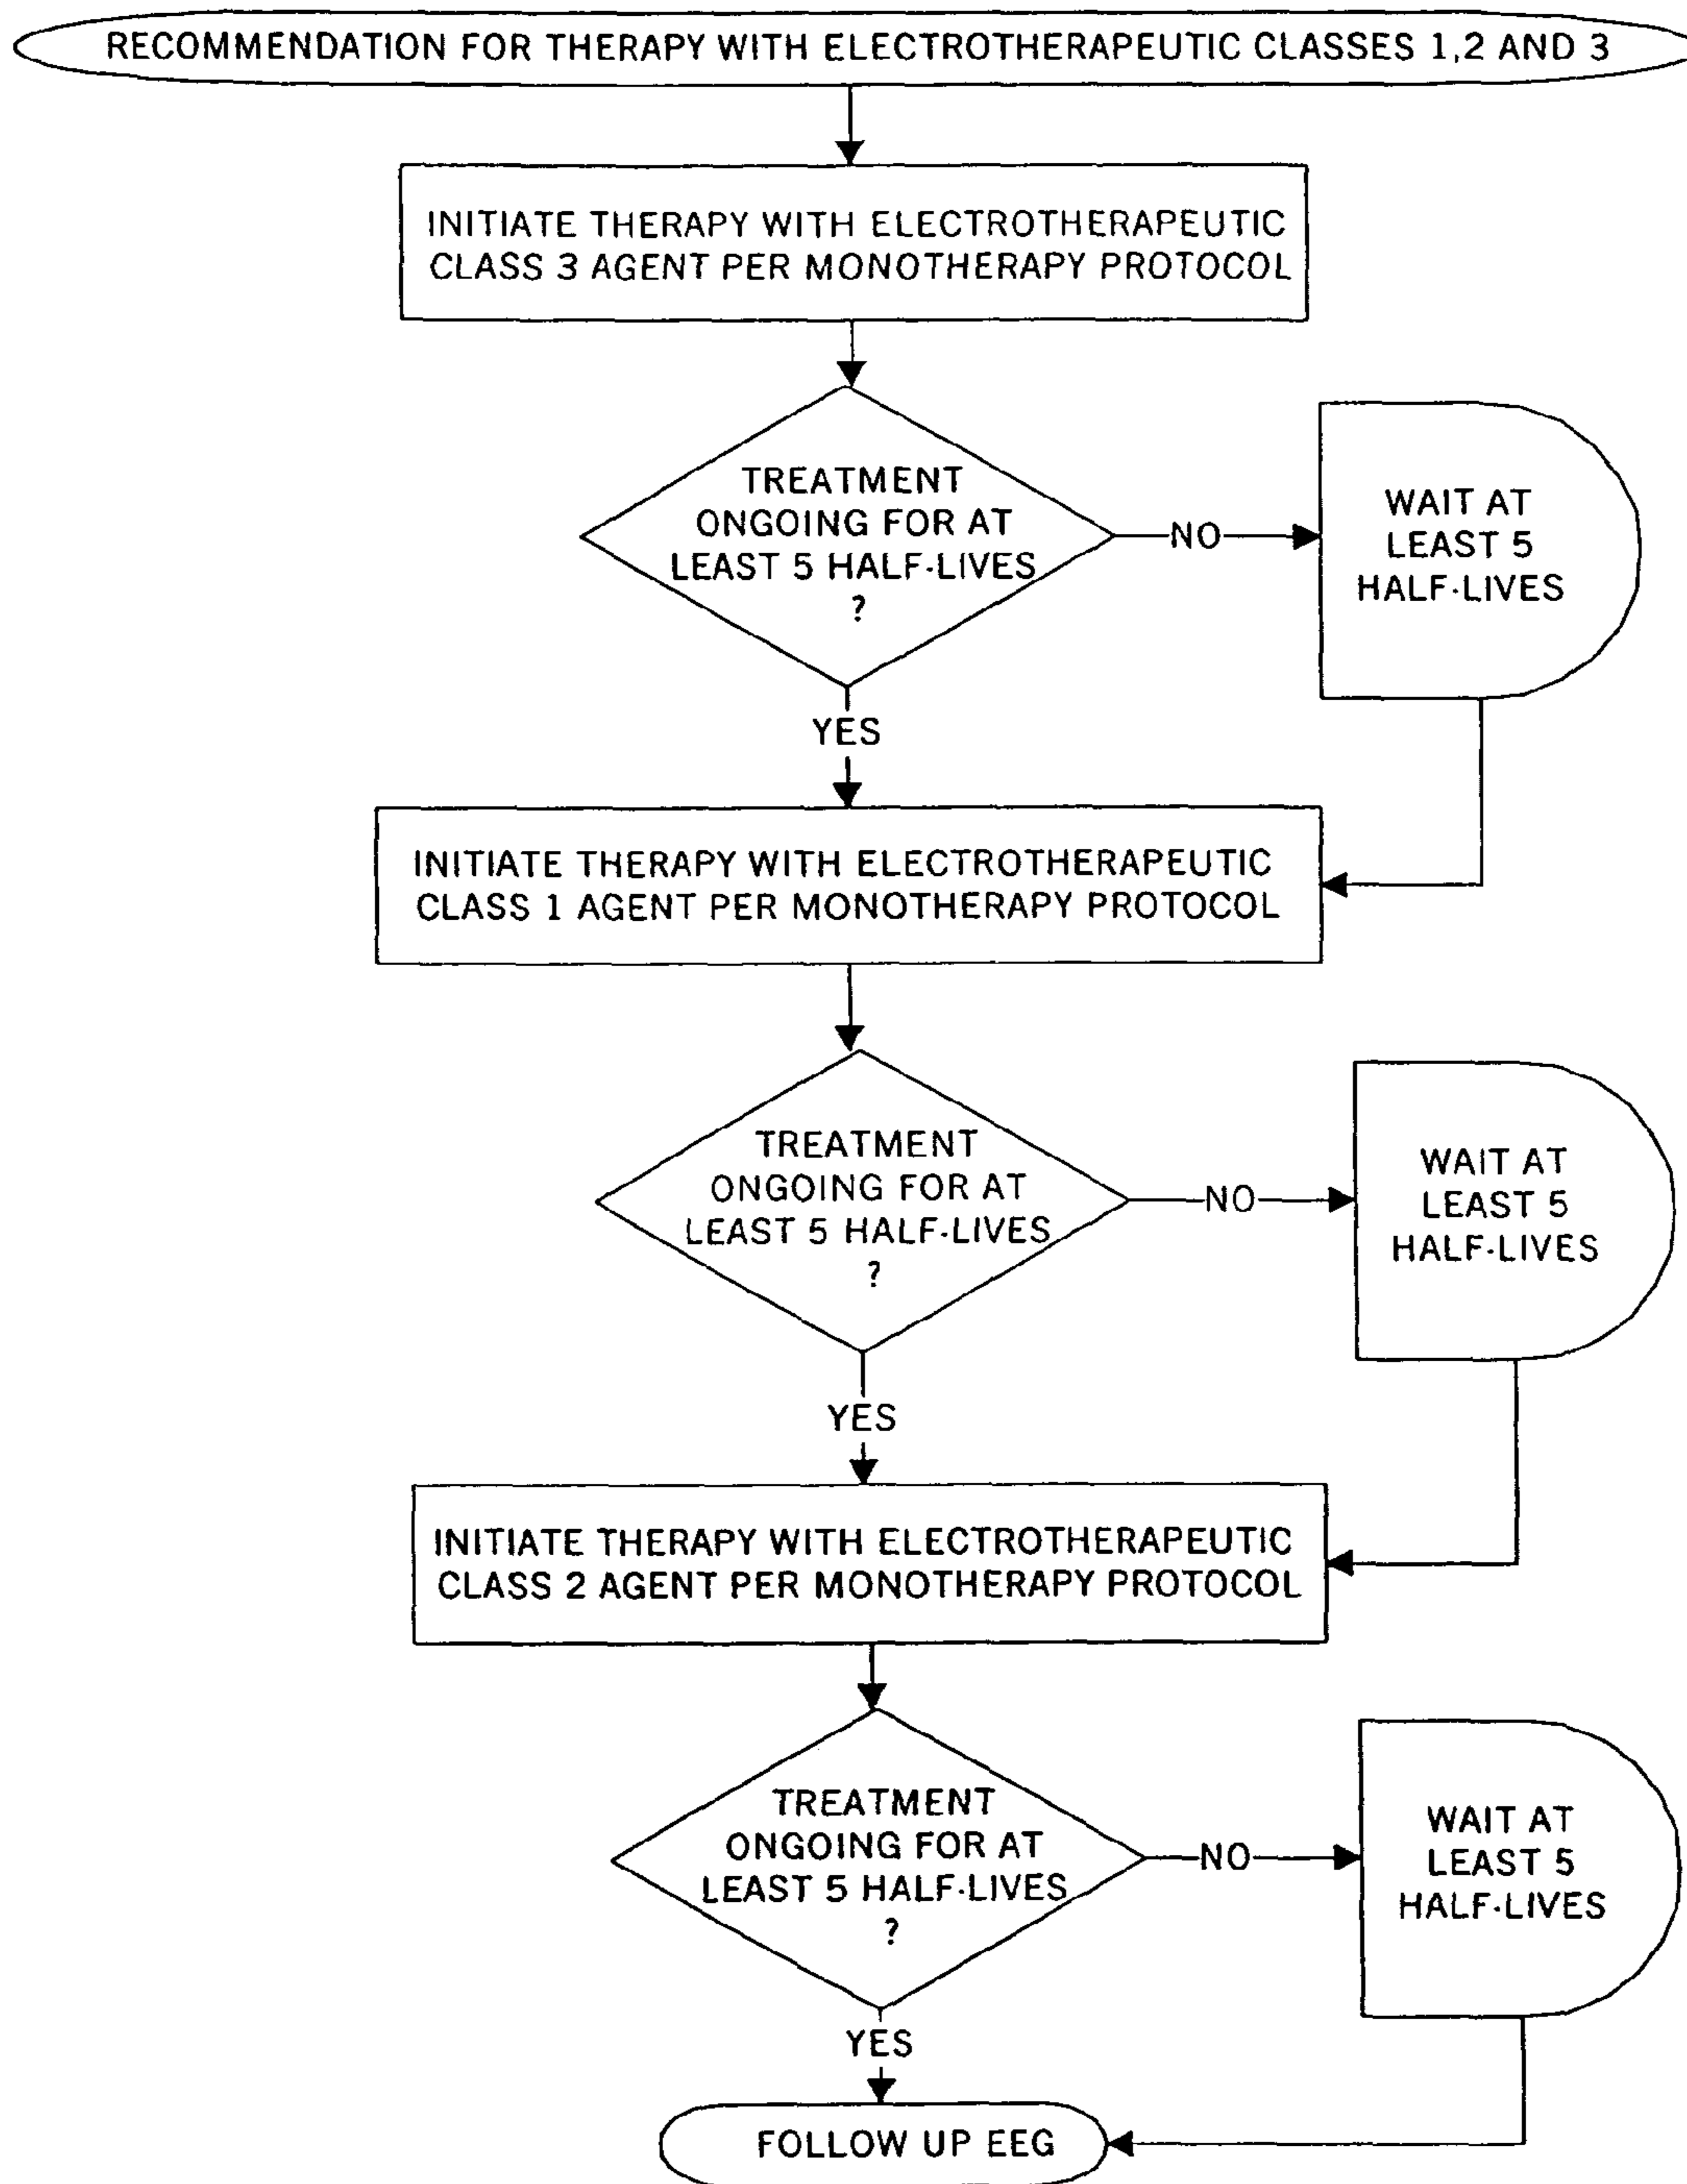 RECOMMENDATION FOR THERAPY WITH ELECTROTHERAPEUTIC CLASSES 1,2 AND 3
INITIATE THERAPY WITH ELECTROTHERAPEUTIC
CLASS 3 AGENT PER MONOTHERAPY PROTOCOL
TREATMENT
ONGOING FOR AT
LEAST 5 HALF-LIVES
?
NO
WAIT AT
LEAST 5
HALF-LIVES
YES
INITIATE THERAPY WITH ELECTROTHERAPEUTIC
CLASS 1 AGENT PER MONOTHERAPY PROTOCOL
TREATMENT
ONGOING FOR AT
LEAST 5 HALF-LIVES
?
NO
WAIT AT
LEAST 5
HALF-LIVES
YES
INITIATE THERAPY WITH ELECTROTHERAPEUTIC
CLASS 2 AGENT PER MONOTHERAPY PROTOCOL
TREATMENT
ONGOING FOR AT
LEAST 5 HALF-LIVES
?
NO
WAIT AT
LEAST 5
HALF-LIVES
YES
FOLLOW UP EEG